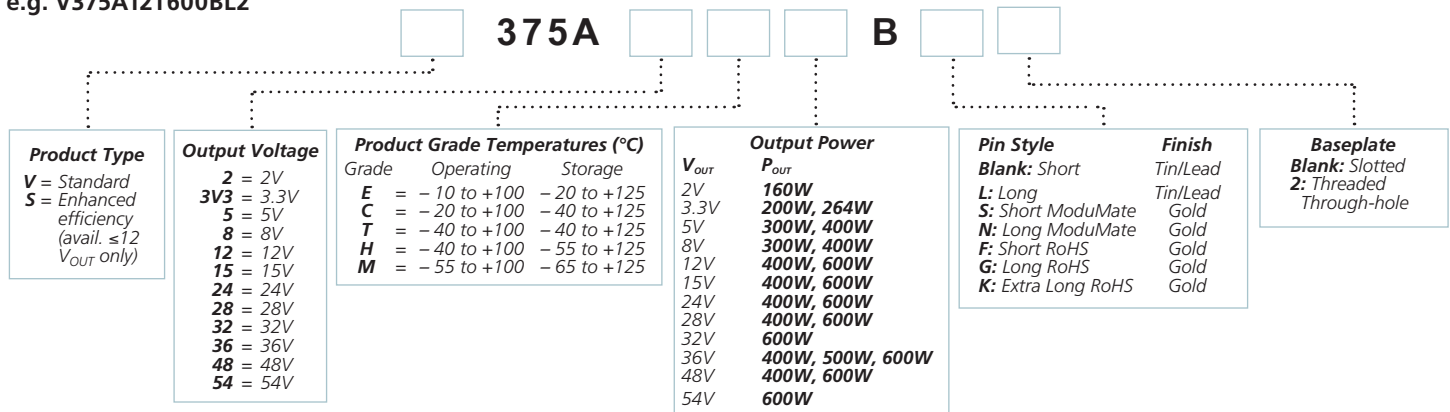 e.g. V375A12T600BL2
375A B
Product Type
V = Standard
S = Enhanced
efficiency
(avail. ≤12
VOUT only)
Output Voltage
2 = 2V
3V3 = 3.3V
5 = 5V
8 = 8V
12 = 12V
15 = 15V
24 = 24V
28 = 28V
32 = 32V
36 = 36V
48 = 48V
54 = 54V
Product Grade Temperatures (°C)
Grade Operating Storage
E = – 10 to +100 – 20 to +125
C = – 20 to +100 – 40 to +125
T = – 40 to +100 – 40 to +125
H = – 40 to +100 – 55 to +125
M = – 55 to +100 – 65 to +125
Output Power
VOUT POUT
2V 160W
3.3V 200W, 264W
5V 300W, 400W
8V 300W, 400W
12V 400W, 600W
15V 400W, 600W
24V 400W, 600W
28V 400W, 600W
32V 600W
36V 400W, 500W, 600W
48V 400W, 600W
54V 600W
Pin Style Finish
Blank: Short Tin/Lead
L: Long Tin/Lead
S: Short ModuMate Gold
N: Long ModuMate Gold
F: Short RoHS Gold
G: Long RoHS Gold
K: Extra Long RoHS Gold
Baseplate
Blank: Slotted
2: Threaded
Through-hole